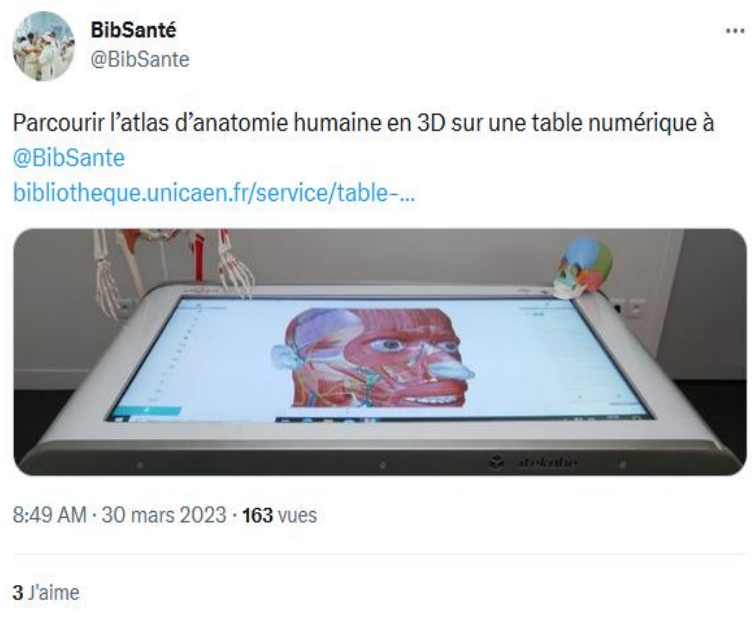 BibSanté
@BibSante
Parcourir l'atlas d'anatomie humaine en 3D sur une table numérique à
@BibSante
bibliotheque.unicaen.fr/service/table-...
itekube
8:49 AM · 30 mars 2023 · 163 vues
3 J'aime